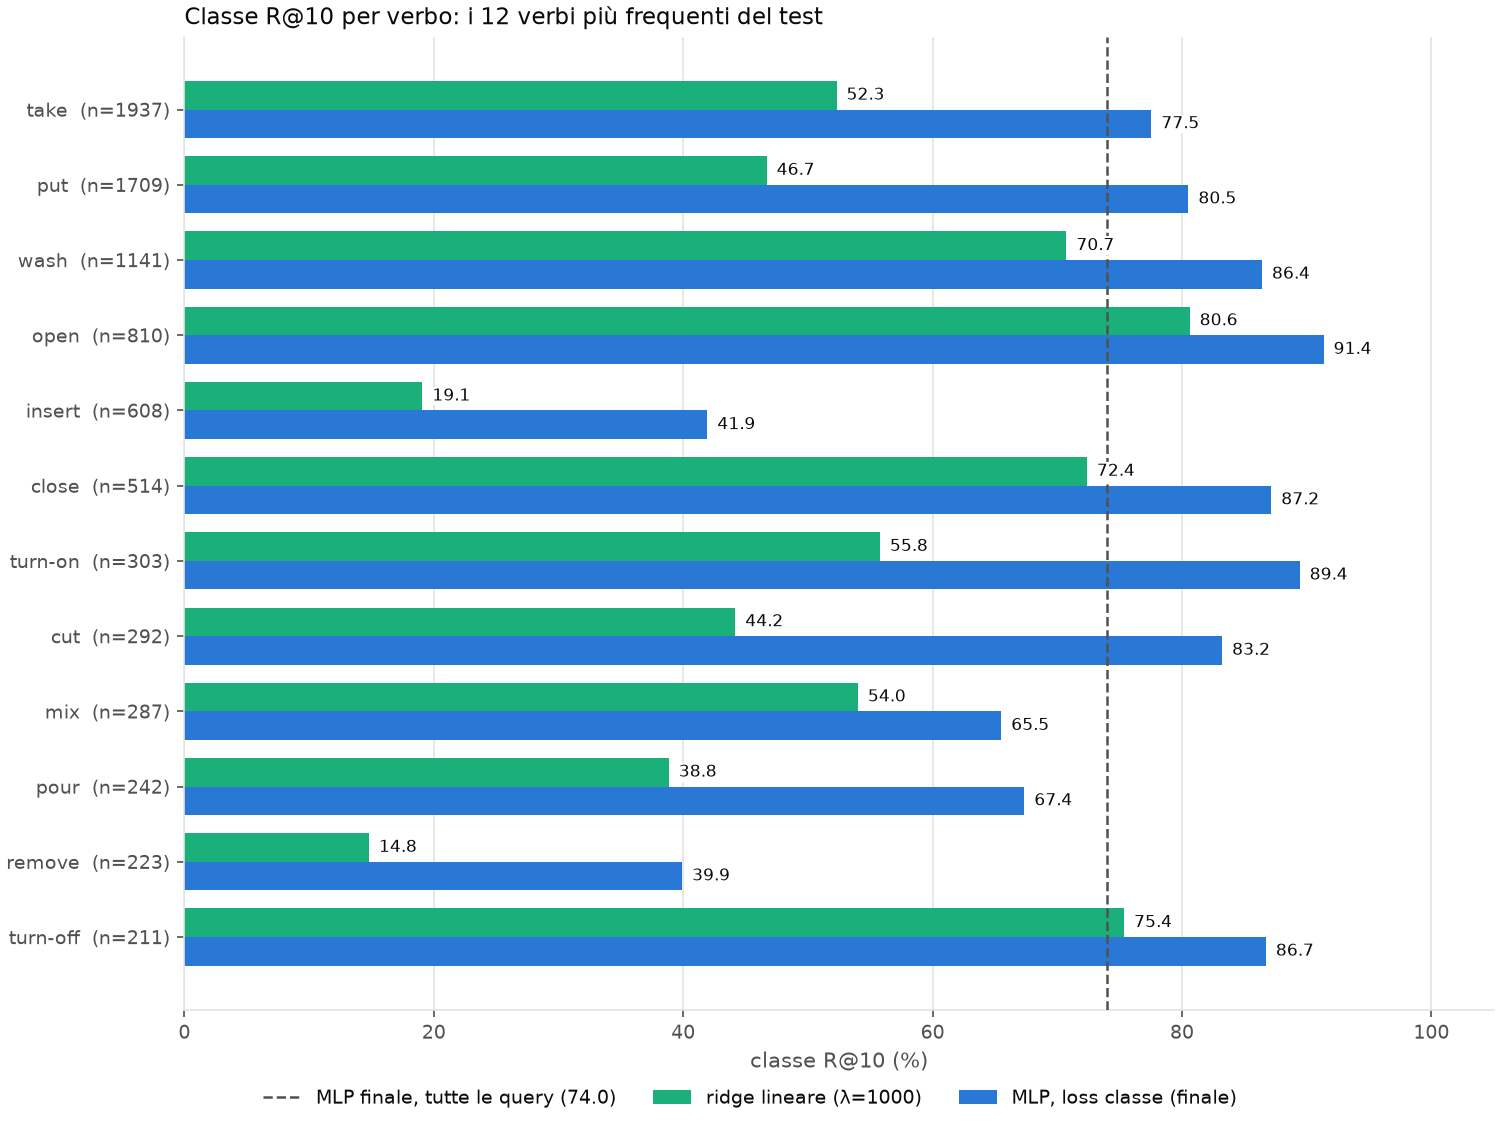 Classe R@10 per verbo: i 12 verbi più frequenti del test
take (n=1937)
52.3
77.5
put (n=1709)
46.7
80.5
wash (n=1141)
70.7
86.4
open (n=810)
80.6
91.4
insert (n=608)
19.1
41.9
close (n=514)
72.4
87.2
turn-on (n=303)
55.8
89.4
cut (n=292)
44.2
83.2
mix (n=287)
54.0
65.5
pour (n=242)
38.8
67.4
remove (n=223)
14.8
39.9
turn-off (n=211)
75.4
86.7
0 20 40 60 80 100
classe R@10 (%)
MLP finale, tutte le query (74.0) ridge lineare (λ=1000) MLP, loss classe (finale)